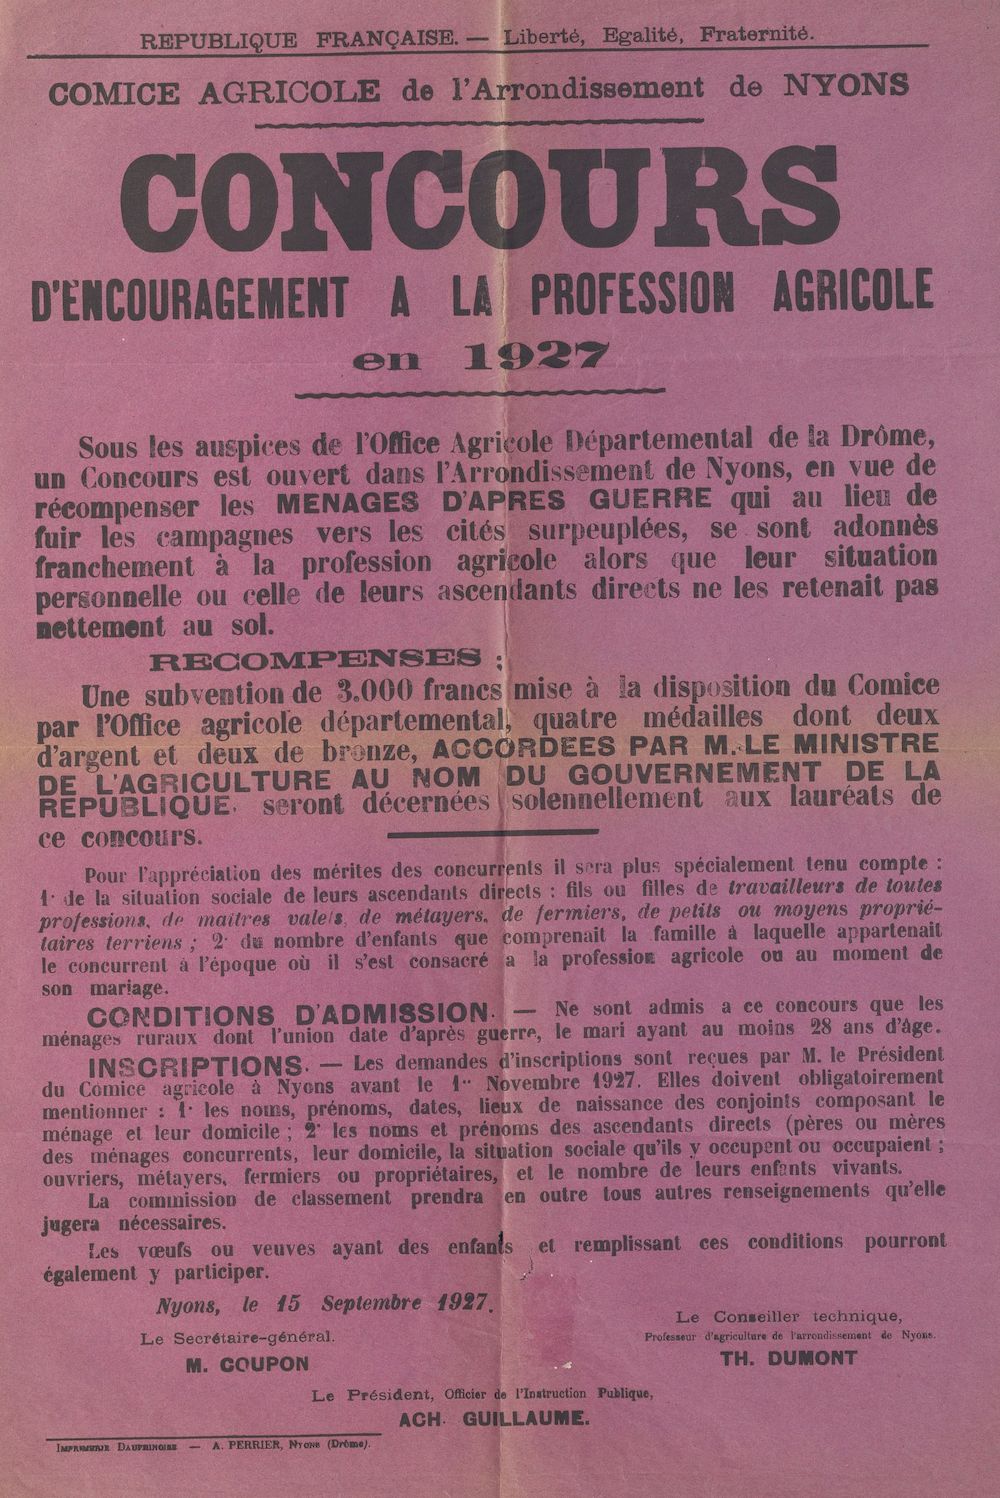 REPUBLIQUE FRANÇAISE. — Liberté, Egalité, Fraternité.
COMICE AGRICOLE de l'Arrondissement de NYONS
CONCOURS
D'ENCOURAGEMENT A LA PROFESSION AGRICOLE
en 1927
Sous les auspices de l'Office Agricole Départemental de la Drôme,
un Concours est ouvert dans l'Arrondissement de Nyons, en vue de
récompenser les MENAGES D'APRES GUERRE qui au lieu de
fuir les campagnes vers les cités surpeuplées, se sont adonnès
franchement à la profession agricole alors que leur situation
personnelle ou celle de leurs ascendants directs ne les retenait pas
nettement au sol.
RECOMPENSES :
Une subvention de 3.000 francs mise à la disposition du Comice
par l'Office agricole départemental, quatre médailles dont deux
d'argent et deux de bronze, ACCORDEES PAR M. LE MINISTRE
DE L'AGRICULTURE AU NOM DU GOUVERNEMENT DE LA
REPUBLIQUE. seront décernées solennellement aux lauréats de
ce concours.
Pour l'appréciation des mérites des concurrents il sera plus spécialement tenu compte :
1· de la situation sociale de leurs ascendants directs : fils ou filles de travailleurs de toutes
professions, de maîtres valets, de métayers, de fermiers, de petits ou moyens proprié-
taires terriens ; 2· du nombre d'enfants que comprenait la famille à laquelle appartenait
le concurrent à l'époque où il s'est consacré a la profession agricole ou au moment de
son mariage.
CONDITIONS D'ADMISSION. — Ne sont admis a ce concours que les
ménages ruraux dont l'union date d'après guerre, le mari ayant au moins 28 ans d'âge.
INSCRIPTIONS. — Les demandes d'inscriptions sont reçues par M. le Président
du Comice agricole à Nyons avant le 1er Novembre 1927. Elles doivent obligatoirement
mentionner : 1· les noms, prénoms, dates, lieux de naissance des conjoints composant le
ménage et leur domicile ; 2· les noms et prénoms des ascendants directs (pères ou mères
des ménages concurrents, leur domicile, la situation sociale qu'ils y occupent ou occupaient ;
ouvriers, métayers, fermiers ou propriétaires, et le nombre de leurs enfants vivants.
La commission de classement prendra en outre tous autres renseignements qu'elle
jugera nécessaires.
Les vœufs ou veuves ayant des enfants et remplissant ces conditions pourront
également y participer.
Nyons, le 15 Septembre 1927.
Le Secrétaire-général.
M. COUPON
Le Conseiller technique,
Professeur d'agriculture de l'arrondissement de Nyons.
TH. DUMONT
Le Président, Officier de l'Instruction Publique,
ACH. GUILLAUME.
IMPRIMERIE DAUPHINOISE — A. PERRIER, NYONS (Drôme).